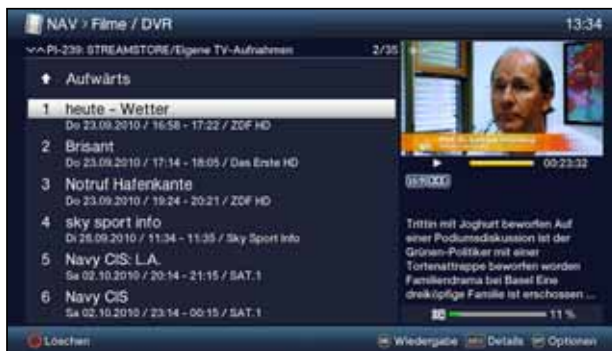 NAV > Filme / DVR
13:34
PI-239: STREAMSTORE/Eigene TV-Aufnahmen 2/35
Aufwärts
1 heute - Wetter
Do 23.09.2010 / 16:58 - 17:22 / ZDF HD
2 Brisant
Do 23.09.2010 / 17:14 - 18:05 / Das Erste HD
3 Notruf Hafenkante
Do 23.09.2010 / 19:24 - 20:21 / ZDF HD
4 sky sport info
Di 28.09.2010 / 11:34 - 11:35 / Sky Sport Info
5 Navy CIS: L.A.
Sa 02.10.2010 / 20:14 - 21:15 / SAT.1
6 Navy CIS
Sa 02.10.2010 / 23:14 - 00:15 / SAT.1
00:23:32
16:9
Trittin mit Joghurt beworfen Auf
einer Podiumsdiskussion ist der
Grünen-Politiker mit einer
Tortenattrappe beworfen worden
Familiendrama bei Basel Eine
dreiköpfige Familie ist erschossen ...
11 %
Löschen
Wiedergabe
Details
Optionen